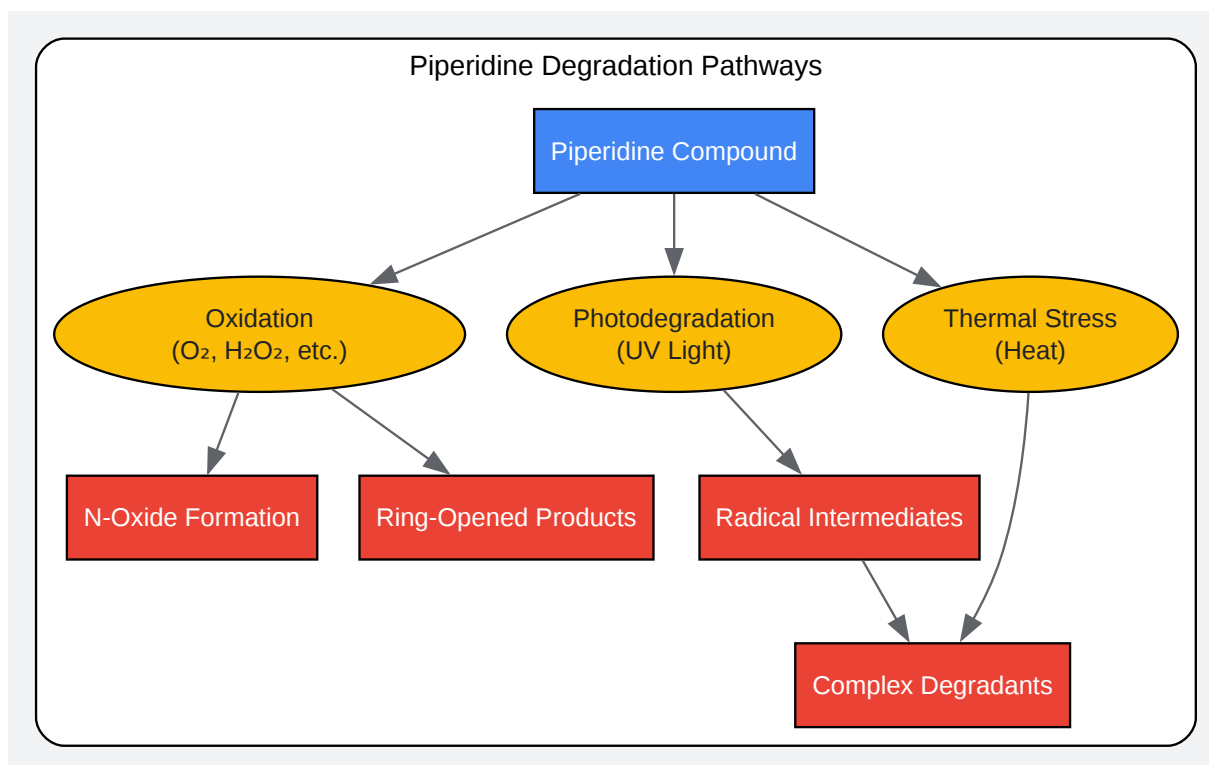 Piperidine Degradation Pathways
Piperidine Compound
Oxidation
(O₂, H₂O₂, etc.)
Photodegradation
(UV Light)
Thermal Stress
(Heat)
N-Oxide Formation
Ring-Opened Products
Radical Intermediates
Complex Degradants